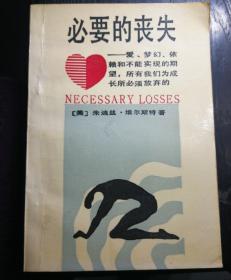 必要的丧失
——爱、梦幻、依
赖和不能实现的期
望，所有我们为成
长所必须放弃的
NECESSARY LOSSES
〔美〕朱迪丝·维尔斯特 著